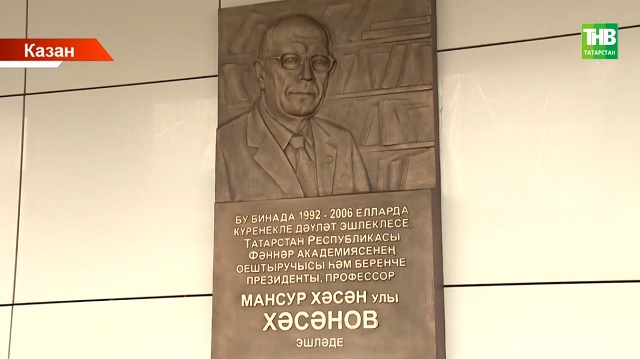 Казан
ТНВ
ТАТАРСТАН
БУ БИНАДА 1992 - 2006 ЕЛЛАРДА
КҮРЕНЕКЛЕ ДӘҮЛӘТ ЭШЛЕКЛЕСЕ,
ТАТАРСТАН РЕСПУБЛИКАСЫ
ФӘННӘР АКАДЕМИЯСЕНЕҢ
ОЕШТЫРУЧЫСЫ ҺӘМ БЕРЕНЧЕ
ПРЕЗИДЕНТЫ, ПРОФЕССОР
МАНСУР ХӘСӘН УЛЫ
ХӘСӘНОВ
ЭШЛӘДЕ